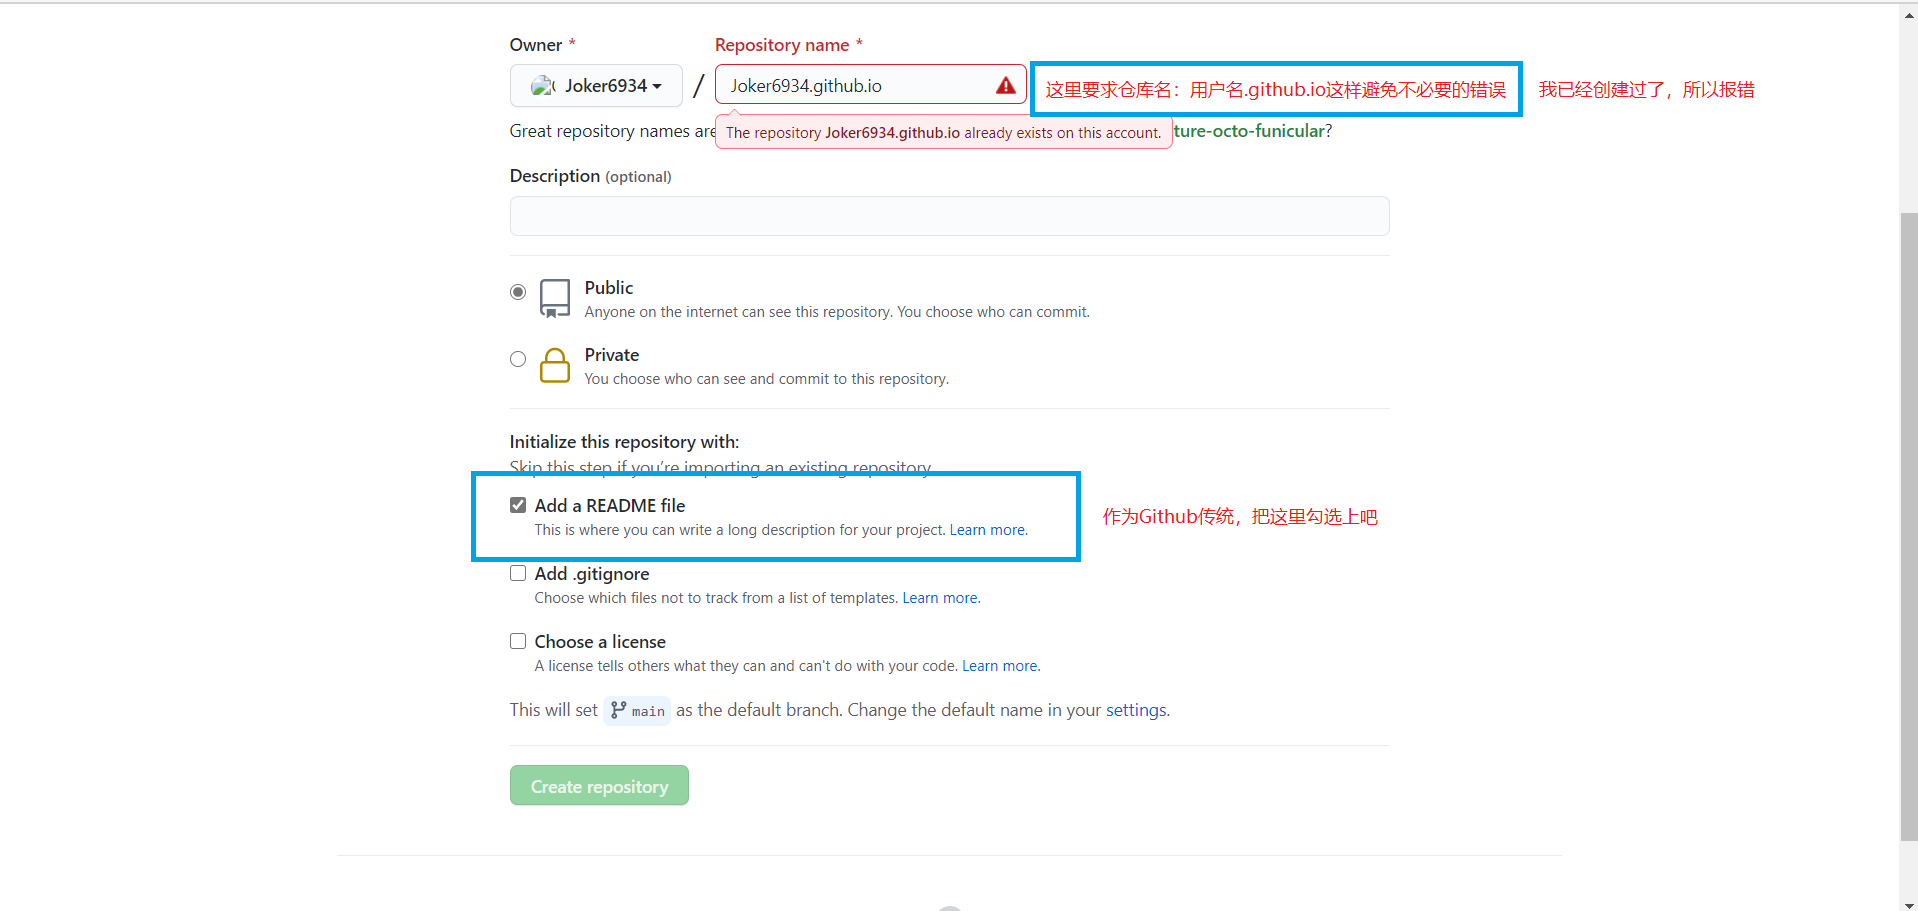 Owner *
Repository name *
Joker6934
/
Joker6934.github.io
这里要求仓库名：用户名.github.io这样避免不必要的错误
我已经创建过了，所以报错
Great repository names are
The repository Joker6934.github.io already exists on this account.
ture-octo-funicular?
Description (optional)
Public
Anyone on the internet can see this repository. You choose who can commit.
Private
You choose who can see and commit to this repository.
Initialize this repository with:
Skip this step if you're importing an existing repository.
Add a README file
This is where you can write a long description for your project. Learn more.
作为Github传统，把这里勾选上吧
Add .gitignore
Choose which files not to track from a list of templates. Learn more.
Choose a license
A license tells others what they can and can't do with your code. Learn more.
This will set main as the default branch. Change the default name in your settings.
Create repository